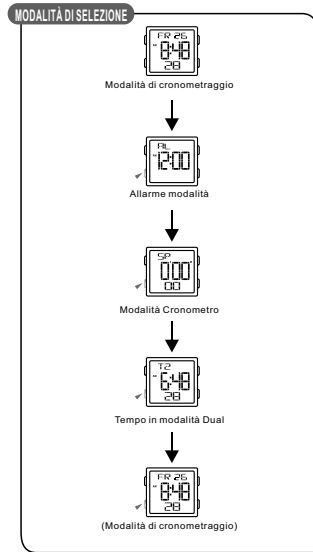 MODALITÀ DI SELEZIONE
FR 26
8:48
28
Modalità di cronometraggio
AL
12:00
Allarme modalità
SP
0:00
00
Modalità Cronometro
T2
6:48
28
Tempo in modalità Dual
FR 26
8:48
28
(Modalità di cronometraggio)